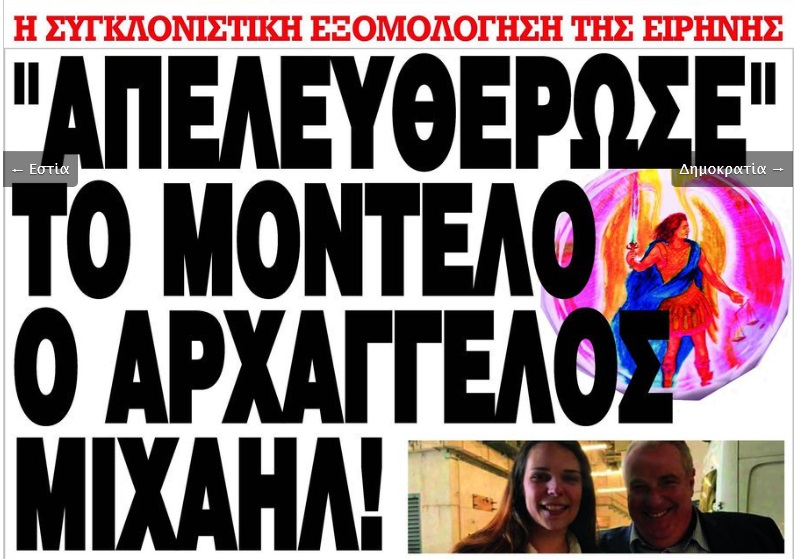 Η ΣΥΓΚΛΟΝΙΣΤΙΚΗ ΕΞΟΜΟΛΟΓΗΣΗ ΤΗΣ ΕΙΡΗΝΗΣ
"ΑΠΕΛΕΥΘΕΡΩΣΕ"
← Εστία
Δημοκρατία →
ΤΟ ΜΟΝΤΕΛΟ
Ο ΑΡΧΑΓΓΕΛΟΣ
ΜΙΧΑΗΛ!